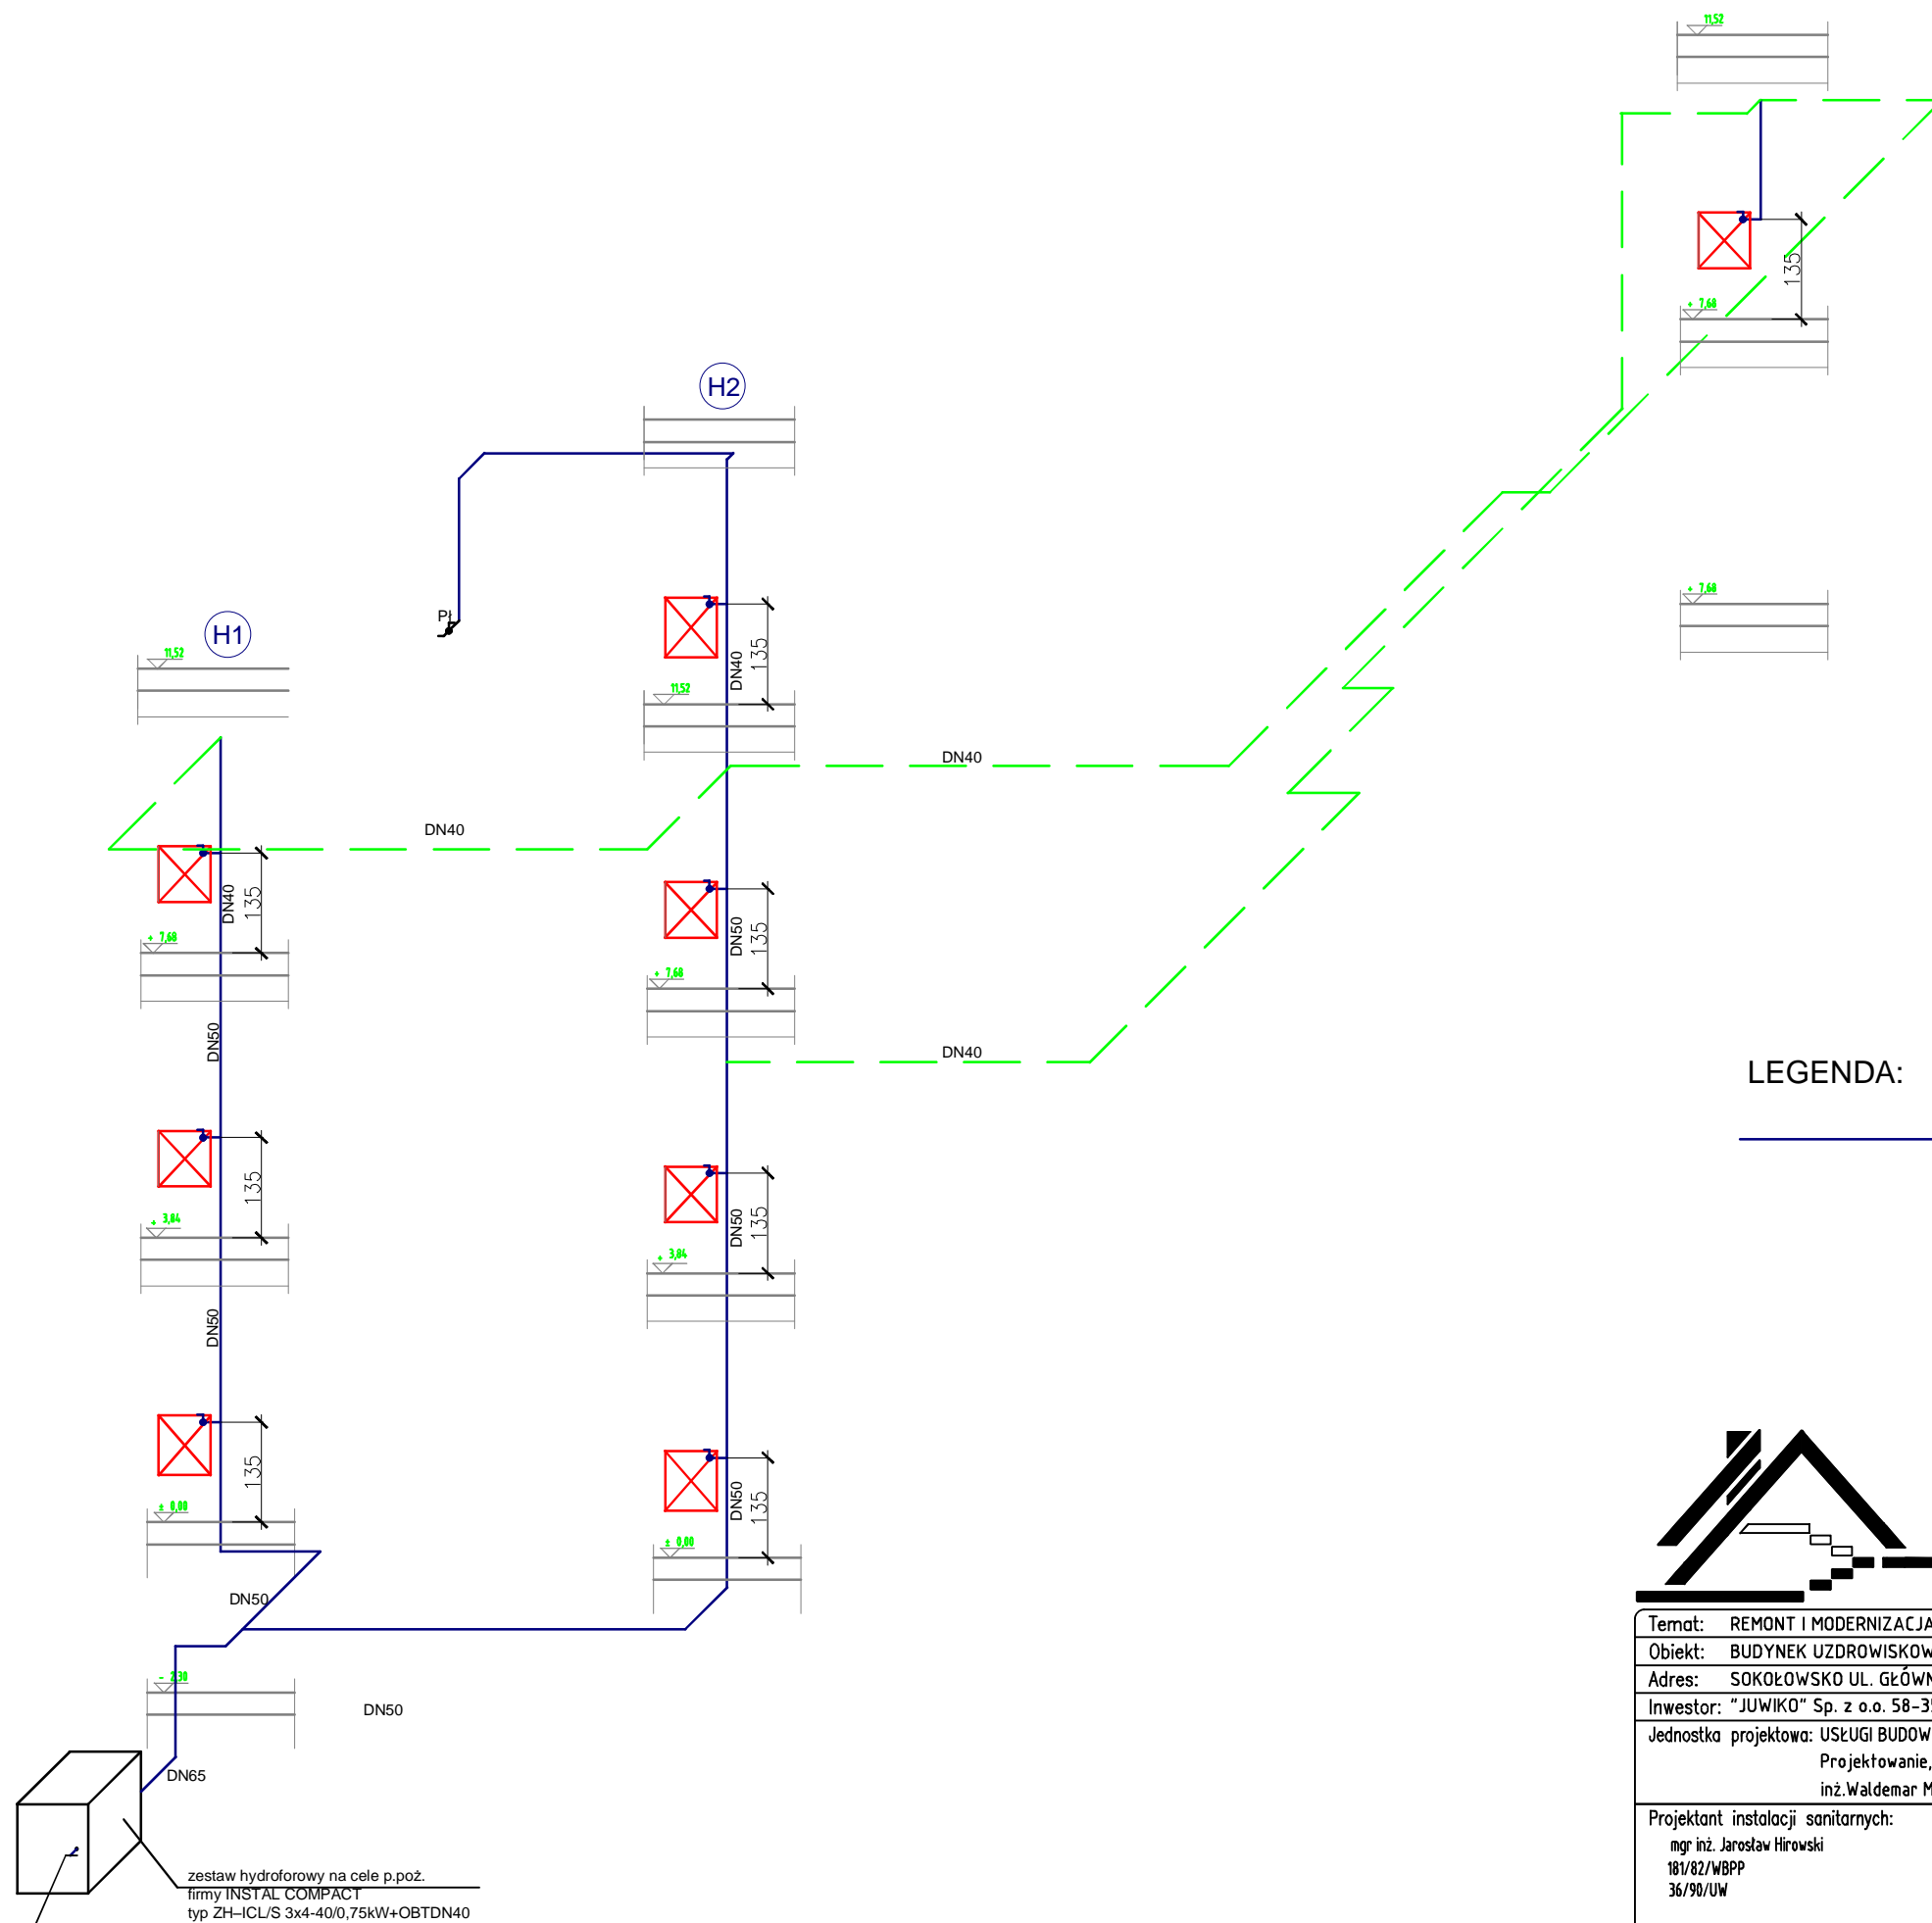 11,52
135
+ 7,68
H2
+ 7,68
Pł
H1
11,52
DN40
135
11,52
DN40
DN40
DN40
135
DN50
135
+ 7,68
+ 7,68
DN50
DN40
LEGENDA:
135
DN50
135
+ 3,84
+ 3,84
DN50
135
DN50
135
± 0,00
± 0,00
DN50
- 2,30
DN50
DN65
zestaw hydroforowy na cele p.poż.
firmy INSTAL COMPACT
typ ZH–ICL/S 3x4-40/0,75kW+OBTDN40
Temat: REMONT I MODERNIZACJA
Obiekt: BUDYNEK UZDROWISKOW
Adres: SOKOŁOWSKO UL. GŁÓWN
Inwestor: "JUWIKO" Sp. z o.o. 58-3
Jednostka projektowa: USŁUGI BUDOW
Projektowanie,
inż.Waldemar M
Projektant instalacji sanitarnych:
mgr inż. Jarosław Hirowski
181/82/WBPP
36/90/UW